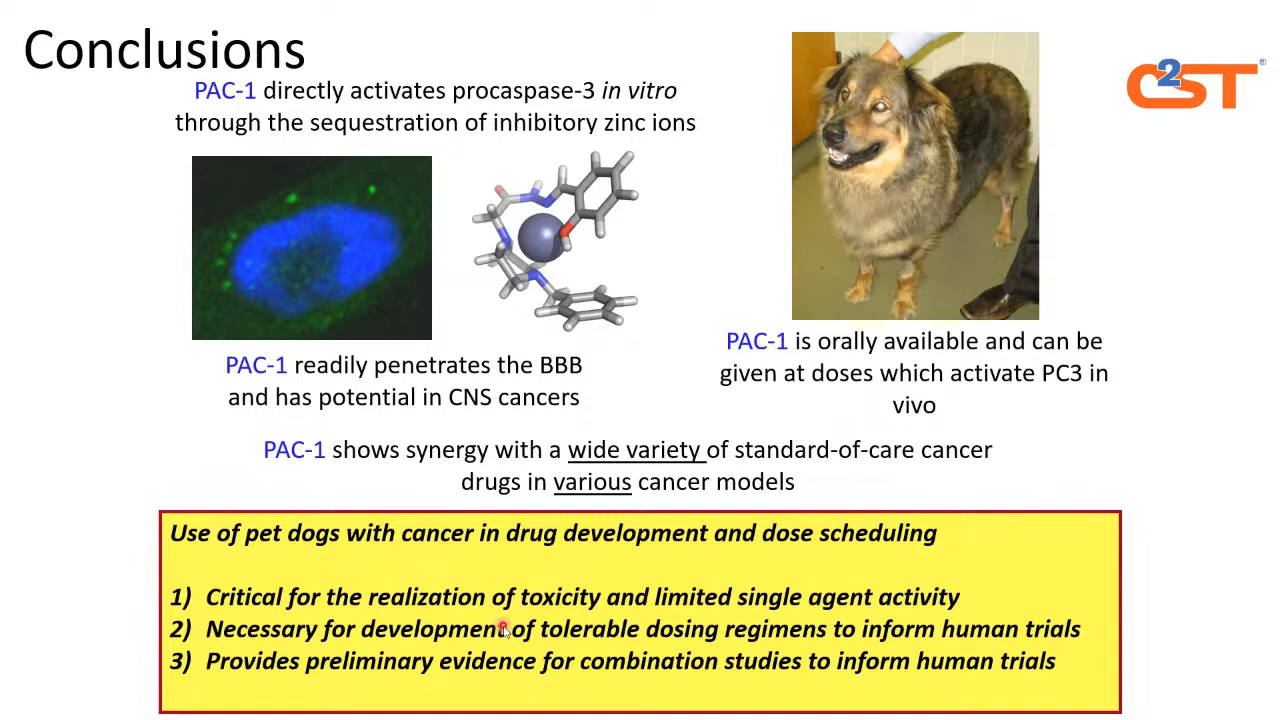 Conclusions
PAC-1 directly activates procaspase-3 in vitro
through the sequestration of inhibitory zinc ions
C2ST®
PAC-1 readily penetrates the BBB
and has potential in CNS cancers
PAC-1 is orally available and can be
given at doses which activate PC3 in
vivo
PAC-1 shows synergy with a wide variety of standard-of-care cancer
drugs in various cancer models
Use of pet dogs with cancer in drug development and dose scheduling
1) Critical for the realization of toxicity and limited single agent activity
2) Necessary for development of tolerable dosing regimens to inform human trials
3) Provides preliminary evidence for combination studies to inform human trials